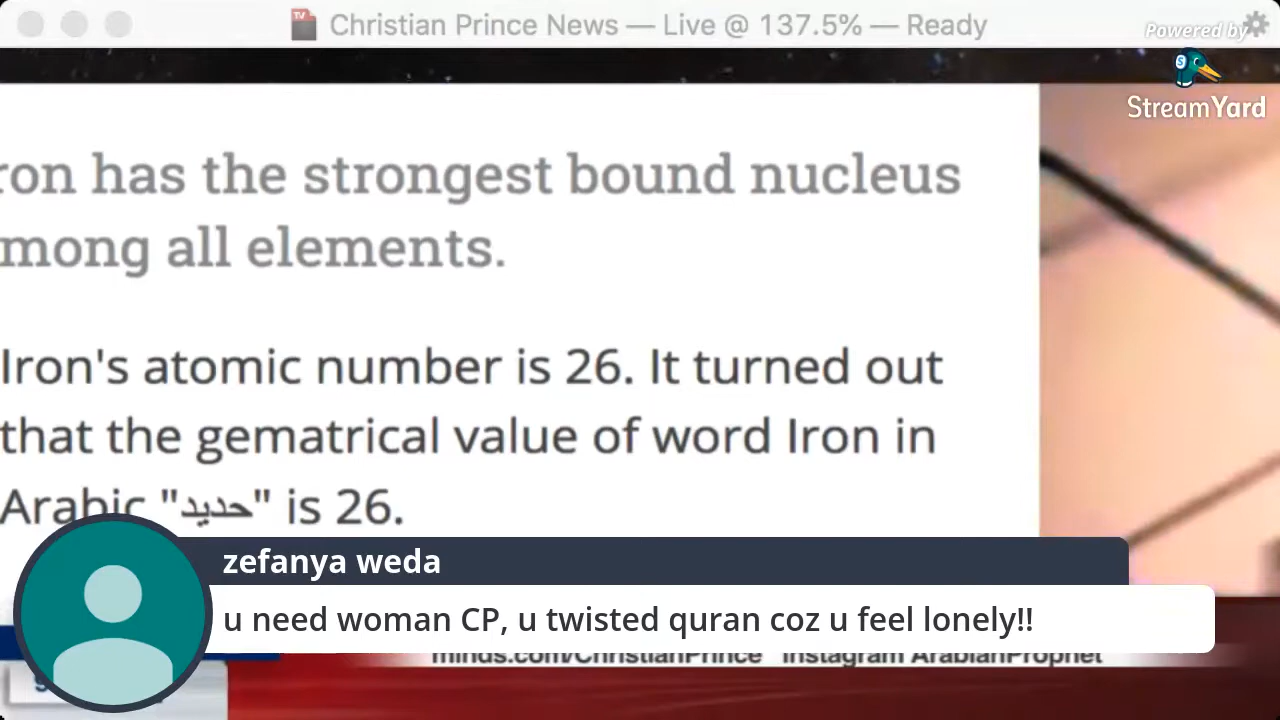 Christian Prince News — Live @ 137.5% — Ready
Powered by
StreamYard
ron has the strongest bound nucleus
mong all elements.
Iron's atomic number is 26. It turned out
that the gematrical value of word Iron in
Arabic "حديد" is 26.
zefanya weda
u need woman CP, u twisted quran coz u feel lonely!!
minds.com/ChristianPrince Instagram ArabianProphet